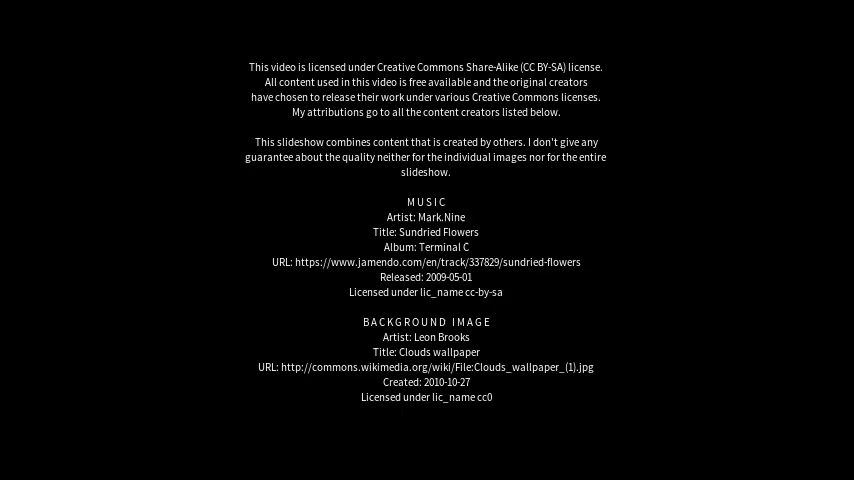 This video is licensed under Creative Commons Share-Alike (CC BY-SA) license.
All content used in this video is free available and the original creators
have chosen to release their work under various Creative Commons licenses.
My attributions go to all the content creators listed below.
This slideshow combines content that is created by others. I don't give any
guarantee about the quality neither for the individual images nor for the entire
slideshow.
MUSIC
Artist: Mark.Nine
Title: Sundried Flowers
Album: Terminal C
URL: https://www.jamendo.com/en/track/337829/sundried-flowers
Released: 2009-05-01
Licensed under lic_name cc-by-sa
BACKGROUND IMAGE
Artist: Leon Brooks
Title: Clouds wallpaper
URL: http://commons.wikimedia.org/wiki/File:Clouds_wallpaper_(1).jpg
Created: 2010-10-27
Licensed under lic_name cc0